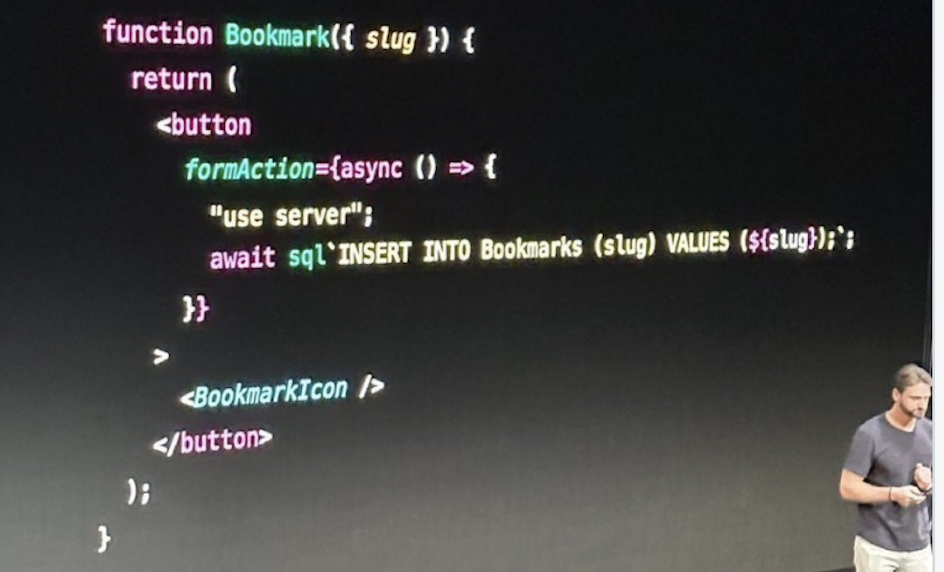 function Bookmark({ slug }) {
return (
<button
formAction={async () => {
"use server";
await sql`INSERT INTO Bookmarks (slug) VALUES (${slug});`;
}}
>
<BookmarkIcon />
</button>
);
}